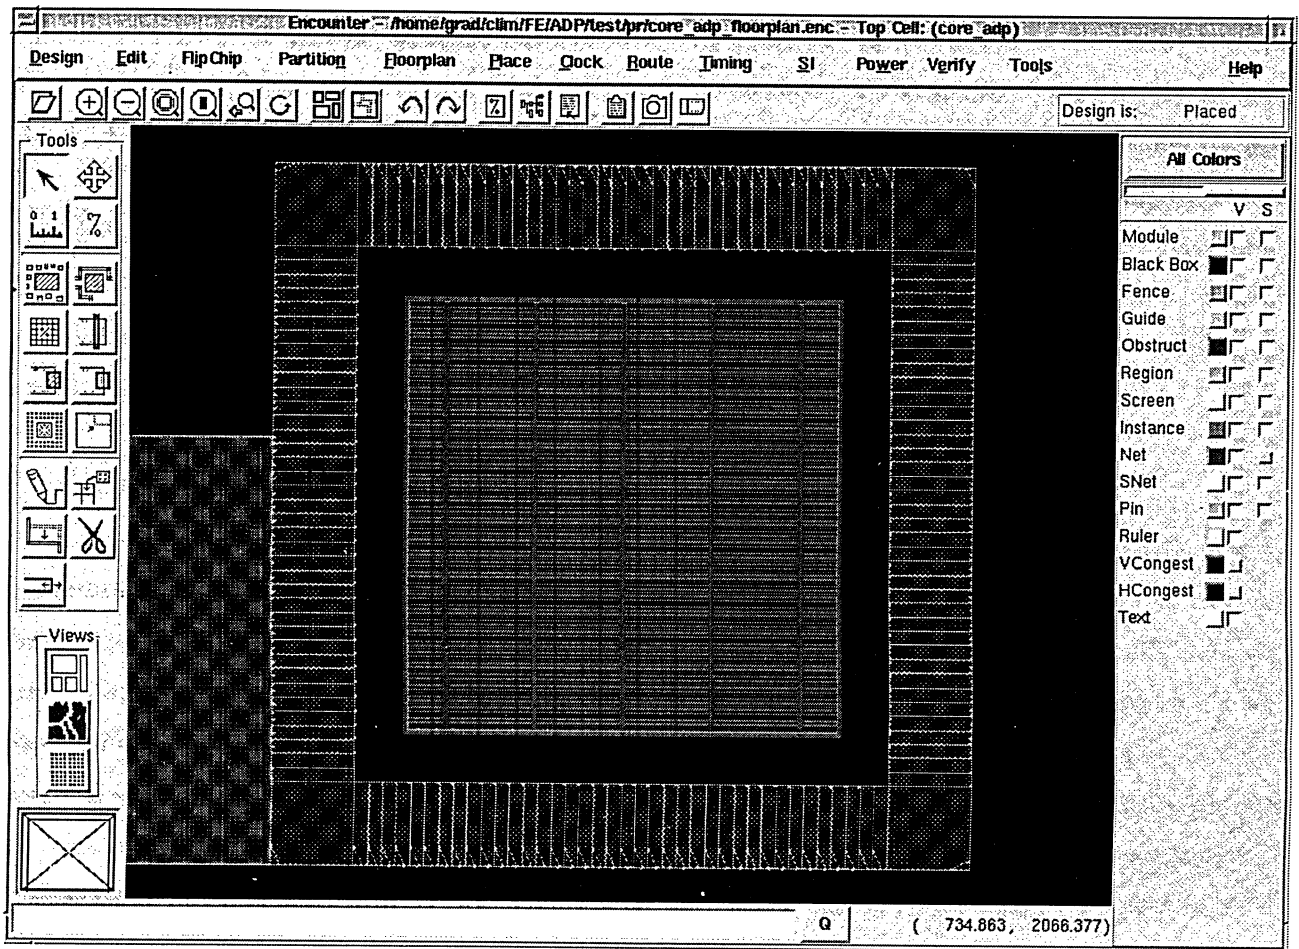 Encounter - /home/grad/clim/FE/ADP/test/pr/core_adp_floorplan.enc - Top Cell: (core_adp)
Design Edit FlipChip Partition Floorplan Place Clock Route Timing SI Power Verify Tools Help
Design is: Placed
Tools
All Colors
0 1
V S
Module
Black Box
Fence
Guide
Obstruct
Region
Screen
Instance
Net
SNet
Pin
Ruler
VCongest
HCongest
Text
Views
Q
( 734.863, 2066.377)